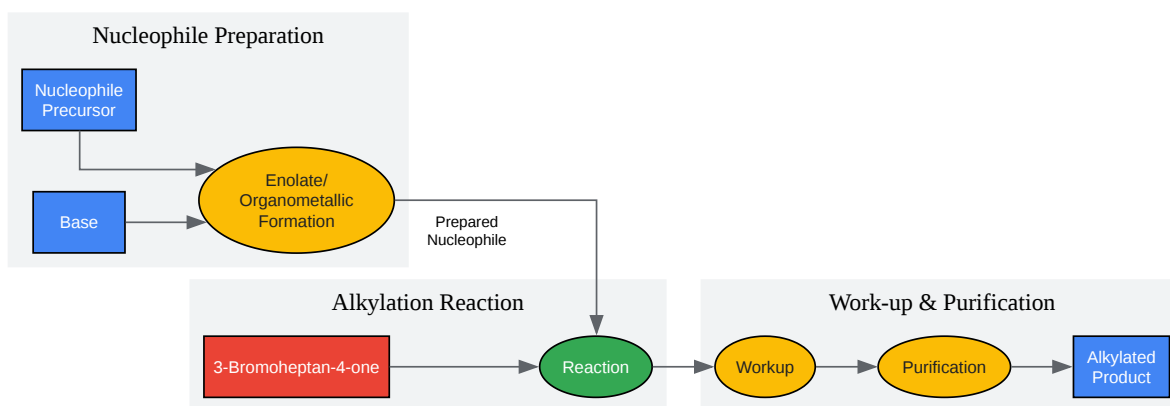 Nucleophile Preparation
Nucleophile
Precursor
Base
Enolate/
Organometallic
Formation
Prepared
Nucleophile
Alkylation Reaction
3-Bromoheptan-4-one
Reaction
Work-up & Purification
Workup
Purification
Alkylated
Product